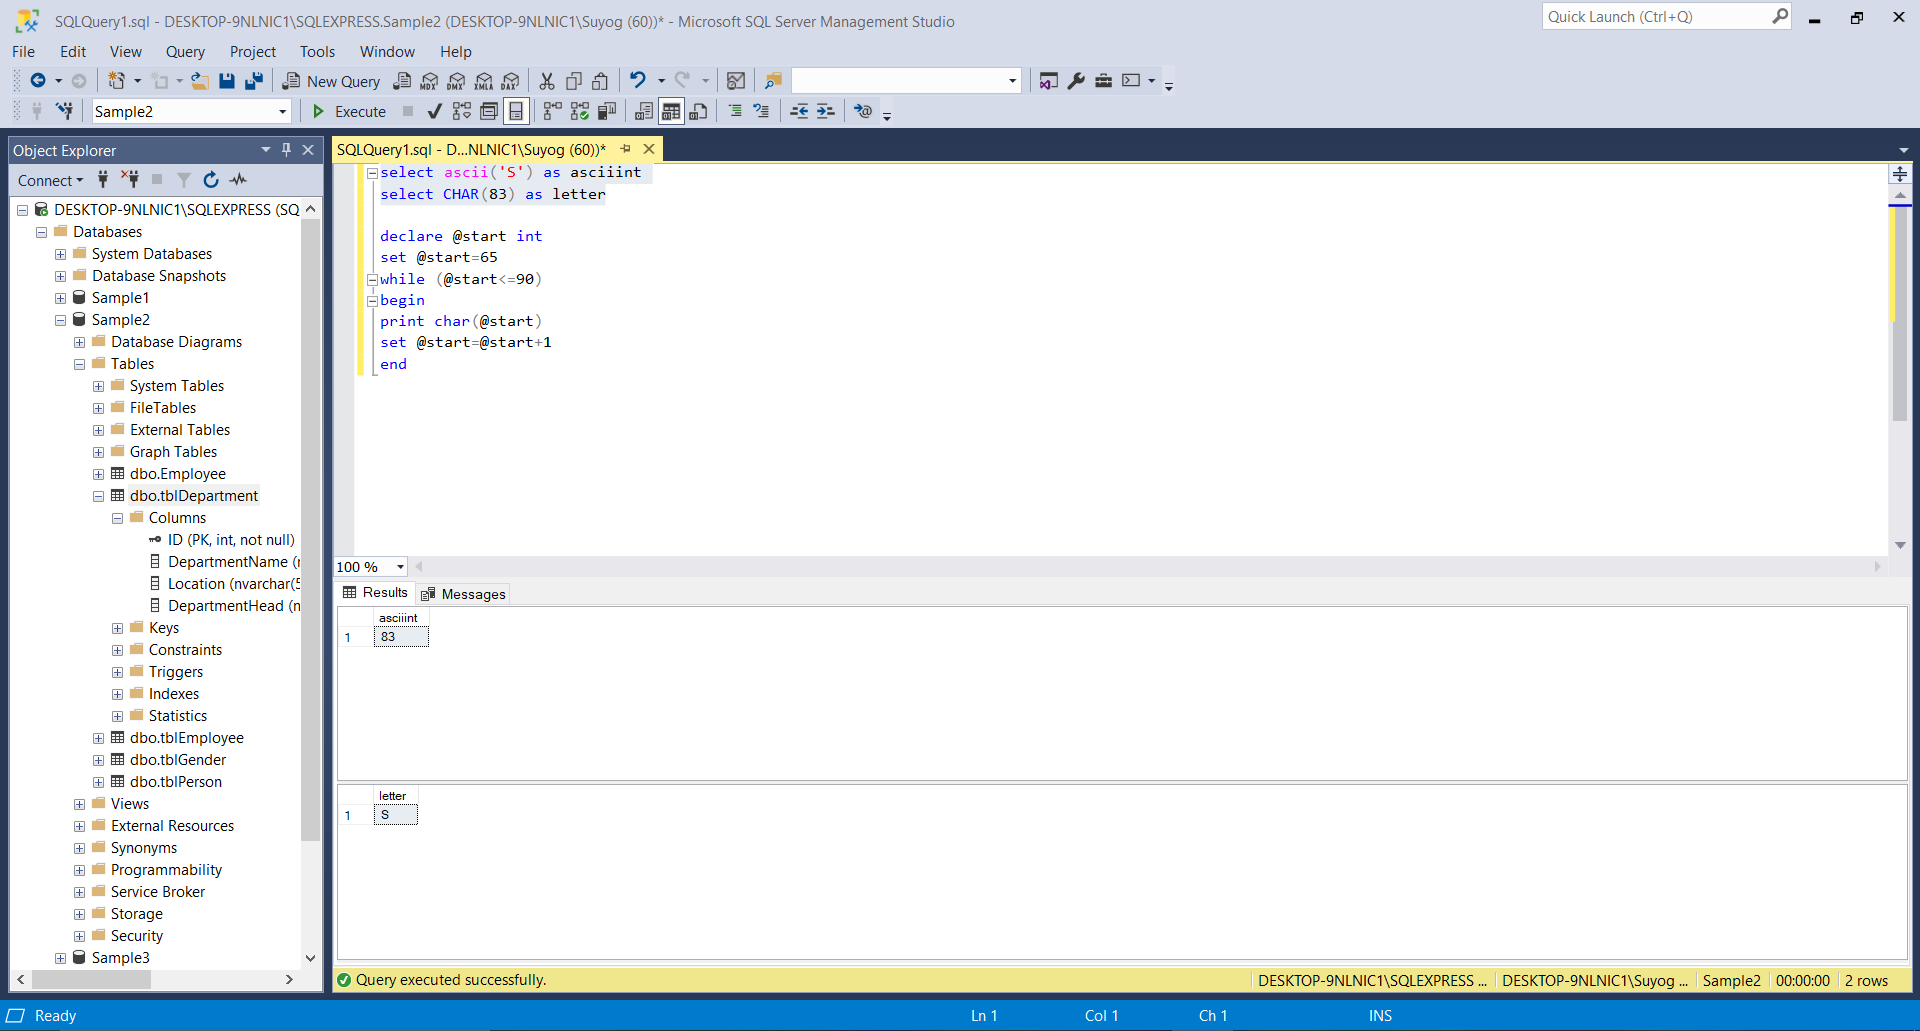 SQLQuery1.sql - DESKTOP-9NLNIC1\SQLEXPRESS.Sample2 (DESKTOP-9NLNIC1\Suyog (60))* - Microsoft SQL Server Management Studio
Quick Launch (Ctrl+Q)
File Edit View Query Project Tools Window Help
New Query MDX DMX XMLA DAX
Sample2 Execute
Object Explorer
Connect
DESKTOP-9NLNIC1\SQLEXPRESS (SQ
Databases
System Databases
Database Snapshots
Sample1
Sample2
Database Diagrams
Tables
System Tables
FileTables
External Tables
Graph Tables
dbo.Employee
dbo.tblDepartment
Columns
ID (PK, int, not null)
DepartmentName (
Location (nvarchar(5
DepartmentHead (
Keys
Constraints
Triggers
Indexes
Statistics
dbo.tblEmployee
dbo.tblGender
dbo.tblPerson
Views
External Resources
Synonyms
Programmability
Service Broker
Storage
Security
Sample3
SQLQuery1.sql - D...NLNIC1\Suyog (60))*
select ascii('S') as asciiint
select CHAR(83) as letter
declare @start int
set @start=65
while (@start<=90)
begin
print char(@start)
set @start=@start+1
end
100 %
Results Messages
asciiint
1 83
letter
1 S
Query executed successfully. DESKTOP-9NLNIC1\SQLEXPRESS ... DESKTOP-9NLNIC1\Suyog ... Sample2 00:00:00 2 rows
Ready Ln 1 Col 1 Ch 1 INS